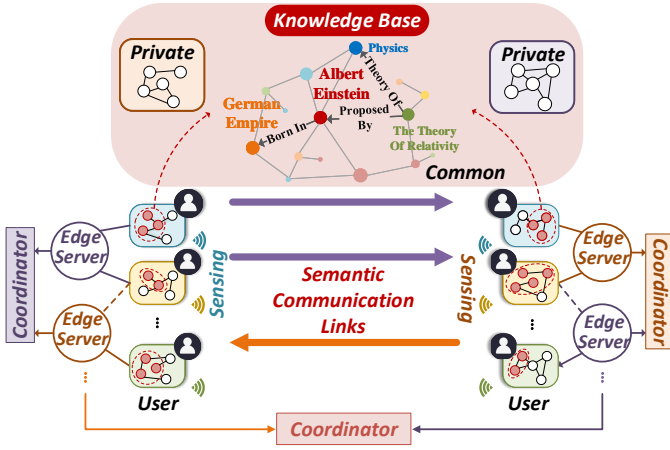 Knowledge Base
Private
Private
Physics
Albert
Einstein
Theory Of
German
Empire
Proposed
By
Born In
The Theory
Of Relativity
Common
Edge
Server
Coordinator
Sensing
Semantic
Communication
Links
Sensing
Edge
Server
Coordinator
Edge
Server
...
...
Edge
Server
...
User
User
...
Coordinator